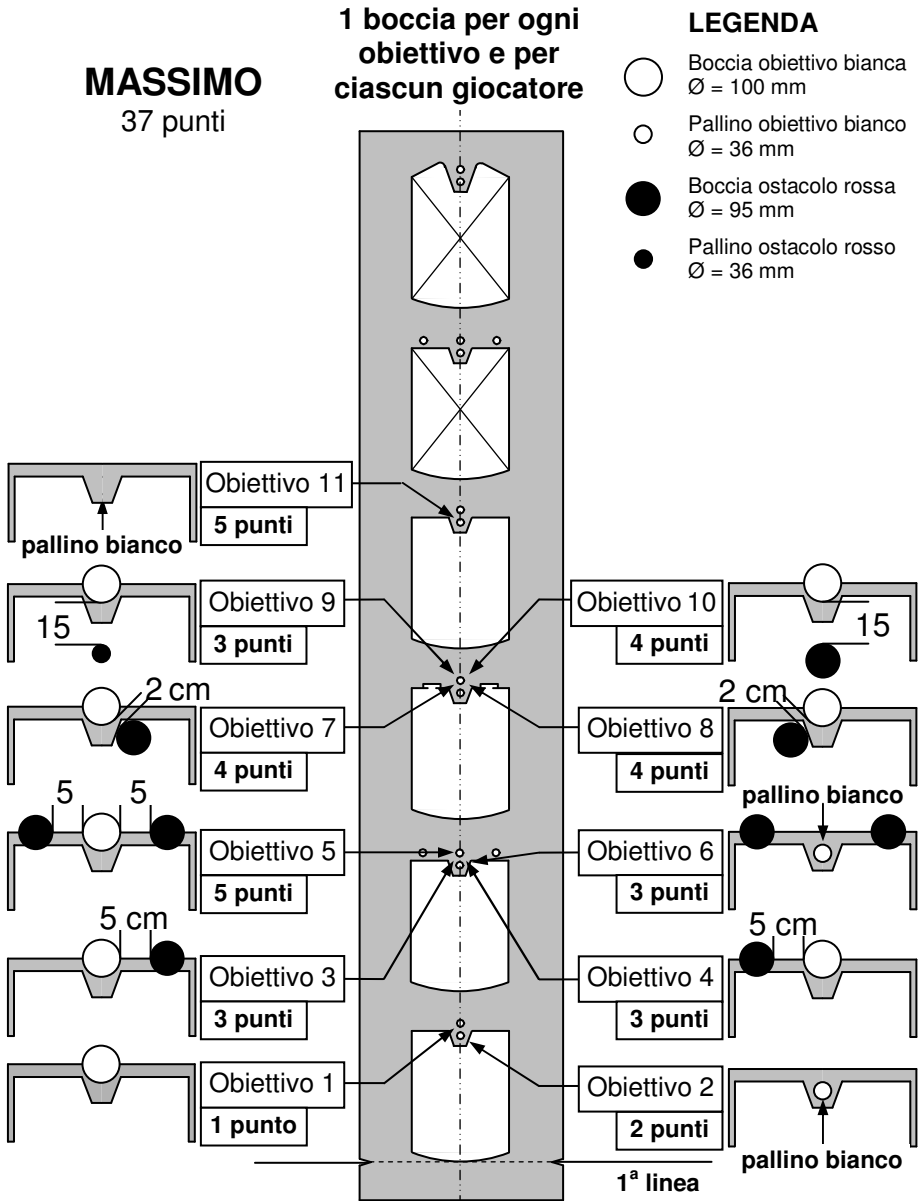 MASSIMO
37 punti
1 boccia per ogni
obiettivo e per
ciascun giocatore
LEGENDA
Boccia obiettivo bianca
Ø = 100 mm
Pallino obiettivo bianco
Ø = 36 mm
Boccia ostacolo rossa
Ø = 95 mm
Pallino ostacolo rosso
Ø = 36 mm
Obiettivo 11
5 punti
pallino bianco
15
Obiettivo 9
3 punti
Obiettivo 10
4 punti
15
2 cm
Obiettivo 7
4 punti
Obiettivo 8
4 punti
2 cm
5 5
Obiettivo 5
5 punti
Obiettivo 6
3 punti
pallino bianco
5 cm
Obiettivo 3
3 punti
Obiettivo 4
3 punti
5 cm
Obiettivo 1
1 punto
Obiettivo 2
2 punti
pallino bianco
1ª linea